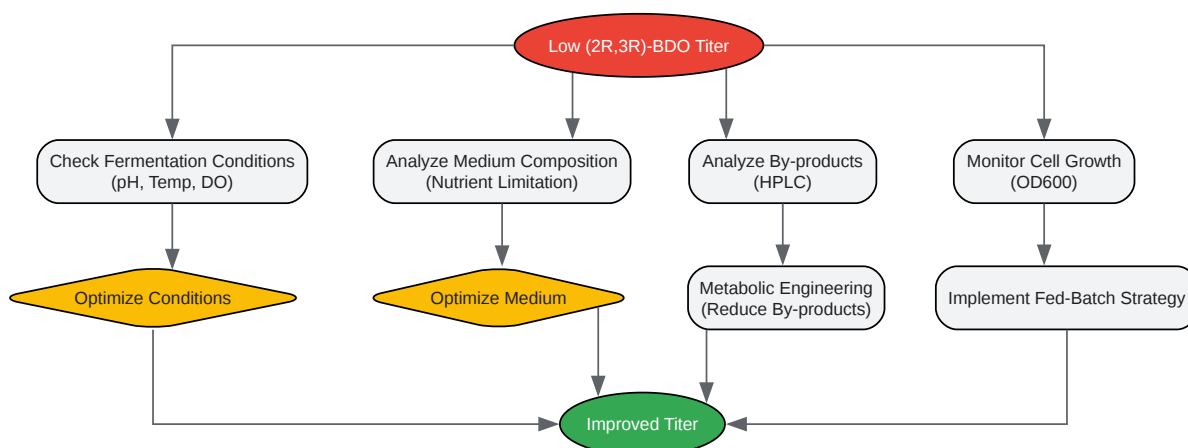 Low (2R,3R)-BDO Titer
Check Fermentation Conditions
(pH, Temp, DO)
Analyze Medium Composition
(Nutrient Limitation)
Analyze By-products
(HPLC)
Monitor Cell Growth
(OD600)
Optimize Conditions
Optimize Medium
Metabolic Engineering
(Reduce By-products)
Implement Fed-Batch Strategy
Improved Titer